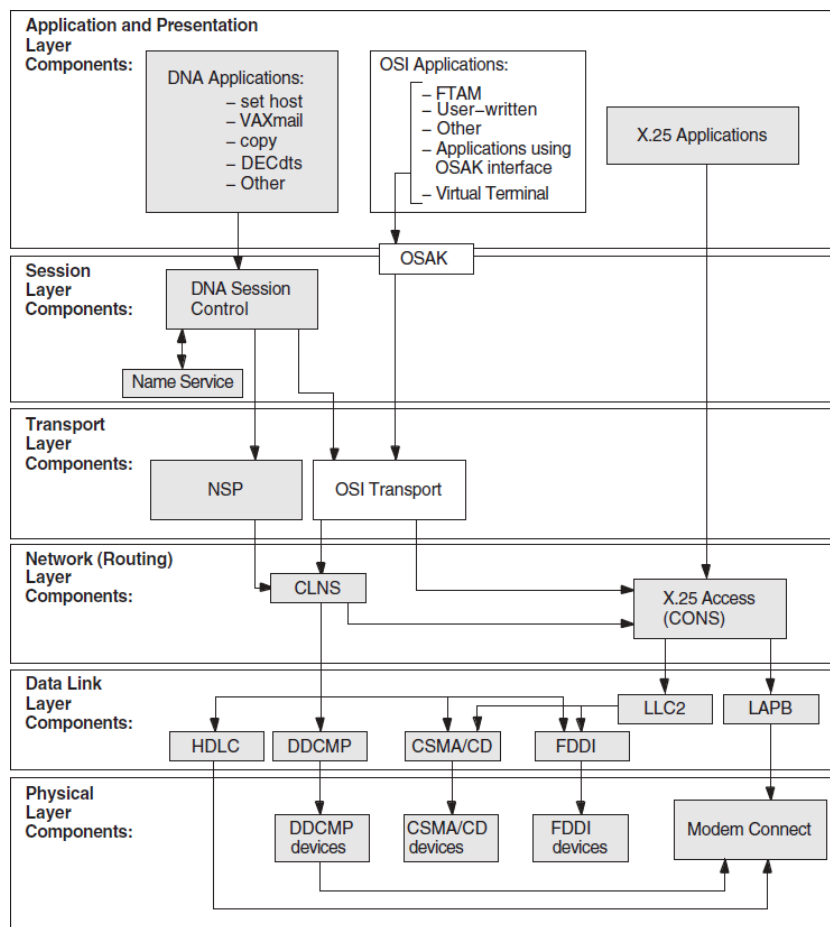 Application and Presentation
Layer
Components:
DNA Applications:
– set host
– VAXmail
– copy
– DECdts
– Other
OSI Applications:
– FTAM
– User–written
– Other
– Applications using
OSAK interface
– Virtual Terminal
X.25 Applications
OSAK
Session
Layer
Components:
DNA Session
Control
Name Service
Transport
Layer
Components:
NSP
OSI Transport
Network (Routing)
Layer
Components:
CLNS
X.25 Access
(CONS)
Data Link
Layer
Components:
LLC2
LAPB
HDLC
DDCMP
CSMA/CD
FDDI
Physical
Layer
Components:
DDCMP
devices
CSMA/CD
devices
FDDI
devices
Modem Connect